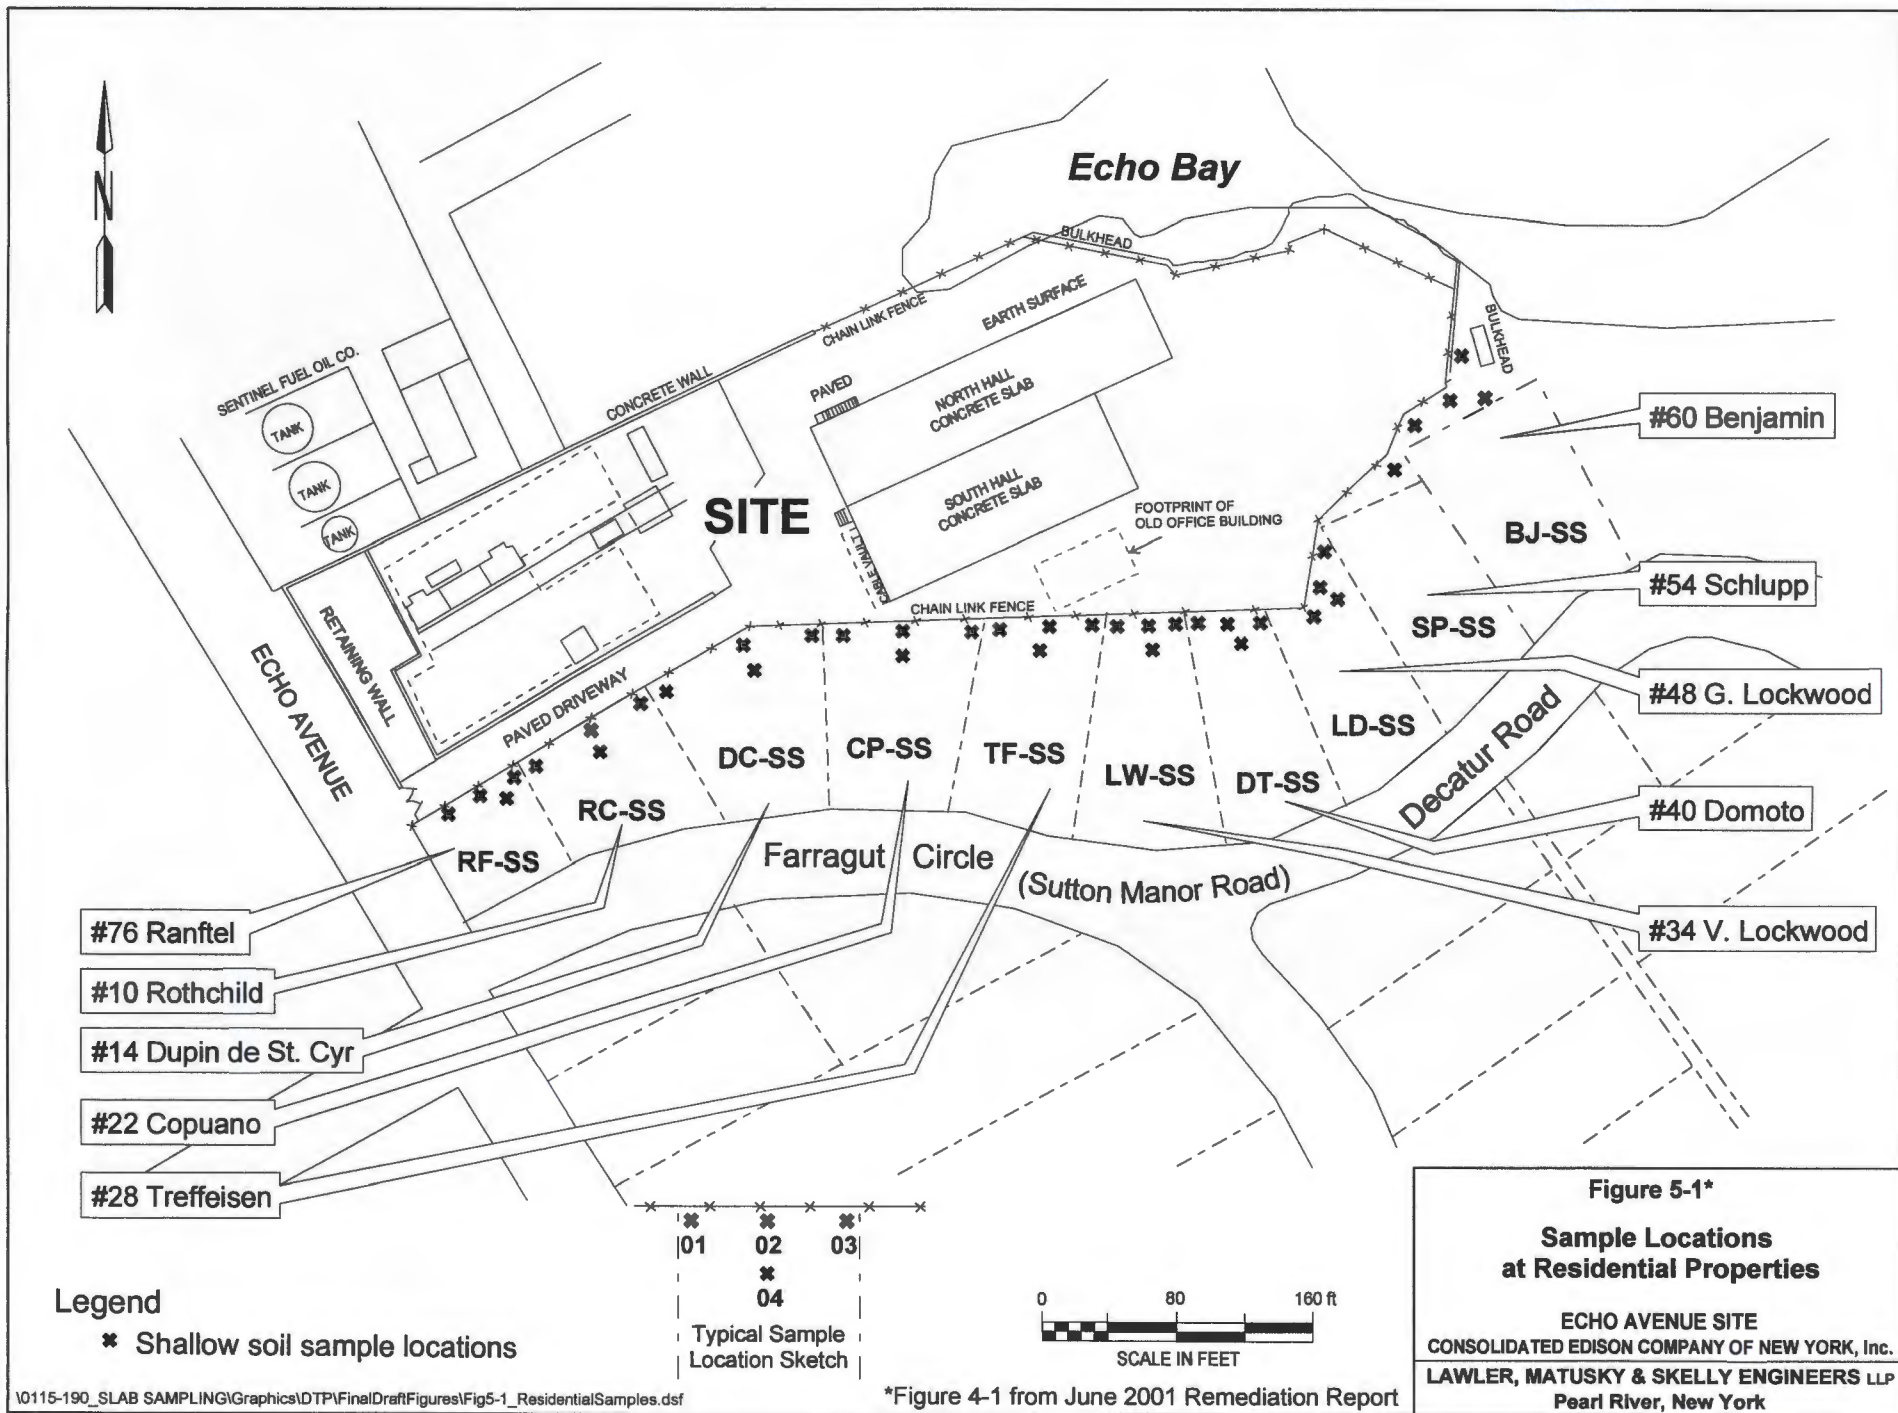 N
Echo Bay
BULKHEAD
CHAIN LINK FENCE
EARTH SURFACE
BULKHEAD
SENTINEL FUEL OIL CO.
TANK
TANK
TANK
CONCRETE WALL
PAVED
NORTH HALL
CONCRETE SLAB
SOUTH HALL
CONCRETE SLAB
SITE
FOOTPRINT OF
OLD OFFICE BUILDING
CABLE VAULT
CHAIN LINK FENCE
RETAINING WALL
ECHO AVENUE
PAVED DRIVEWAY
#60 Benjamin
BJ-SS
#54 Schlupp
SP-SS
#48 G. Lockwood
LD-SS
Decatur Road
DC-SS
CP-SS
TF-SS
LW-SS
DT-SS
#40 Domoto
RC-SS
RF-SS
Farragut Circle
(Sutton Manor Road)
#34 V. Lockwood
#76 Ranftel
#10 Rothchild
#14 Dupin de St. Cyr
#22 Copuano
#28 Treffeisen
01 02 03
04
Typical Sample
Location Sketch
Legend
Shallow soil sample locations
0 80 160 ft
SCALE IN FEET
Figure 5-1*
Sample Locations
at Residential Properties
ECHO AVENUE SITE
CONSOLIDATED EDISON COMPANY OF NEW YORK, Inc.
LAWLER, MATUSKY & SKELLY ENGINEERS LLP
Pearl River, New York
*Figure 4-1 from June 2001 Remediation Report
\0115-190_SLAB SAMPLING\Graphics\DTP\FinalDraftFigures\Fig5-1_ResidentialSamples.dsf